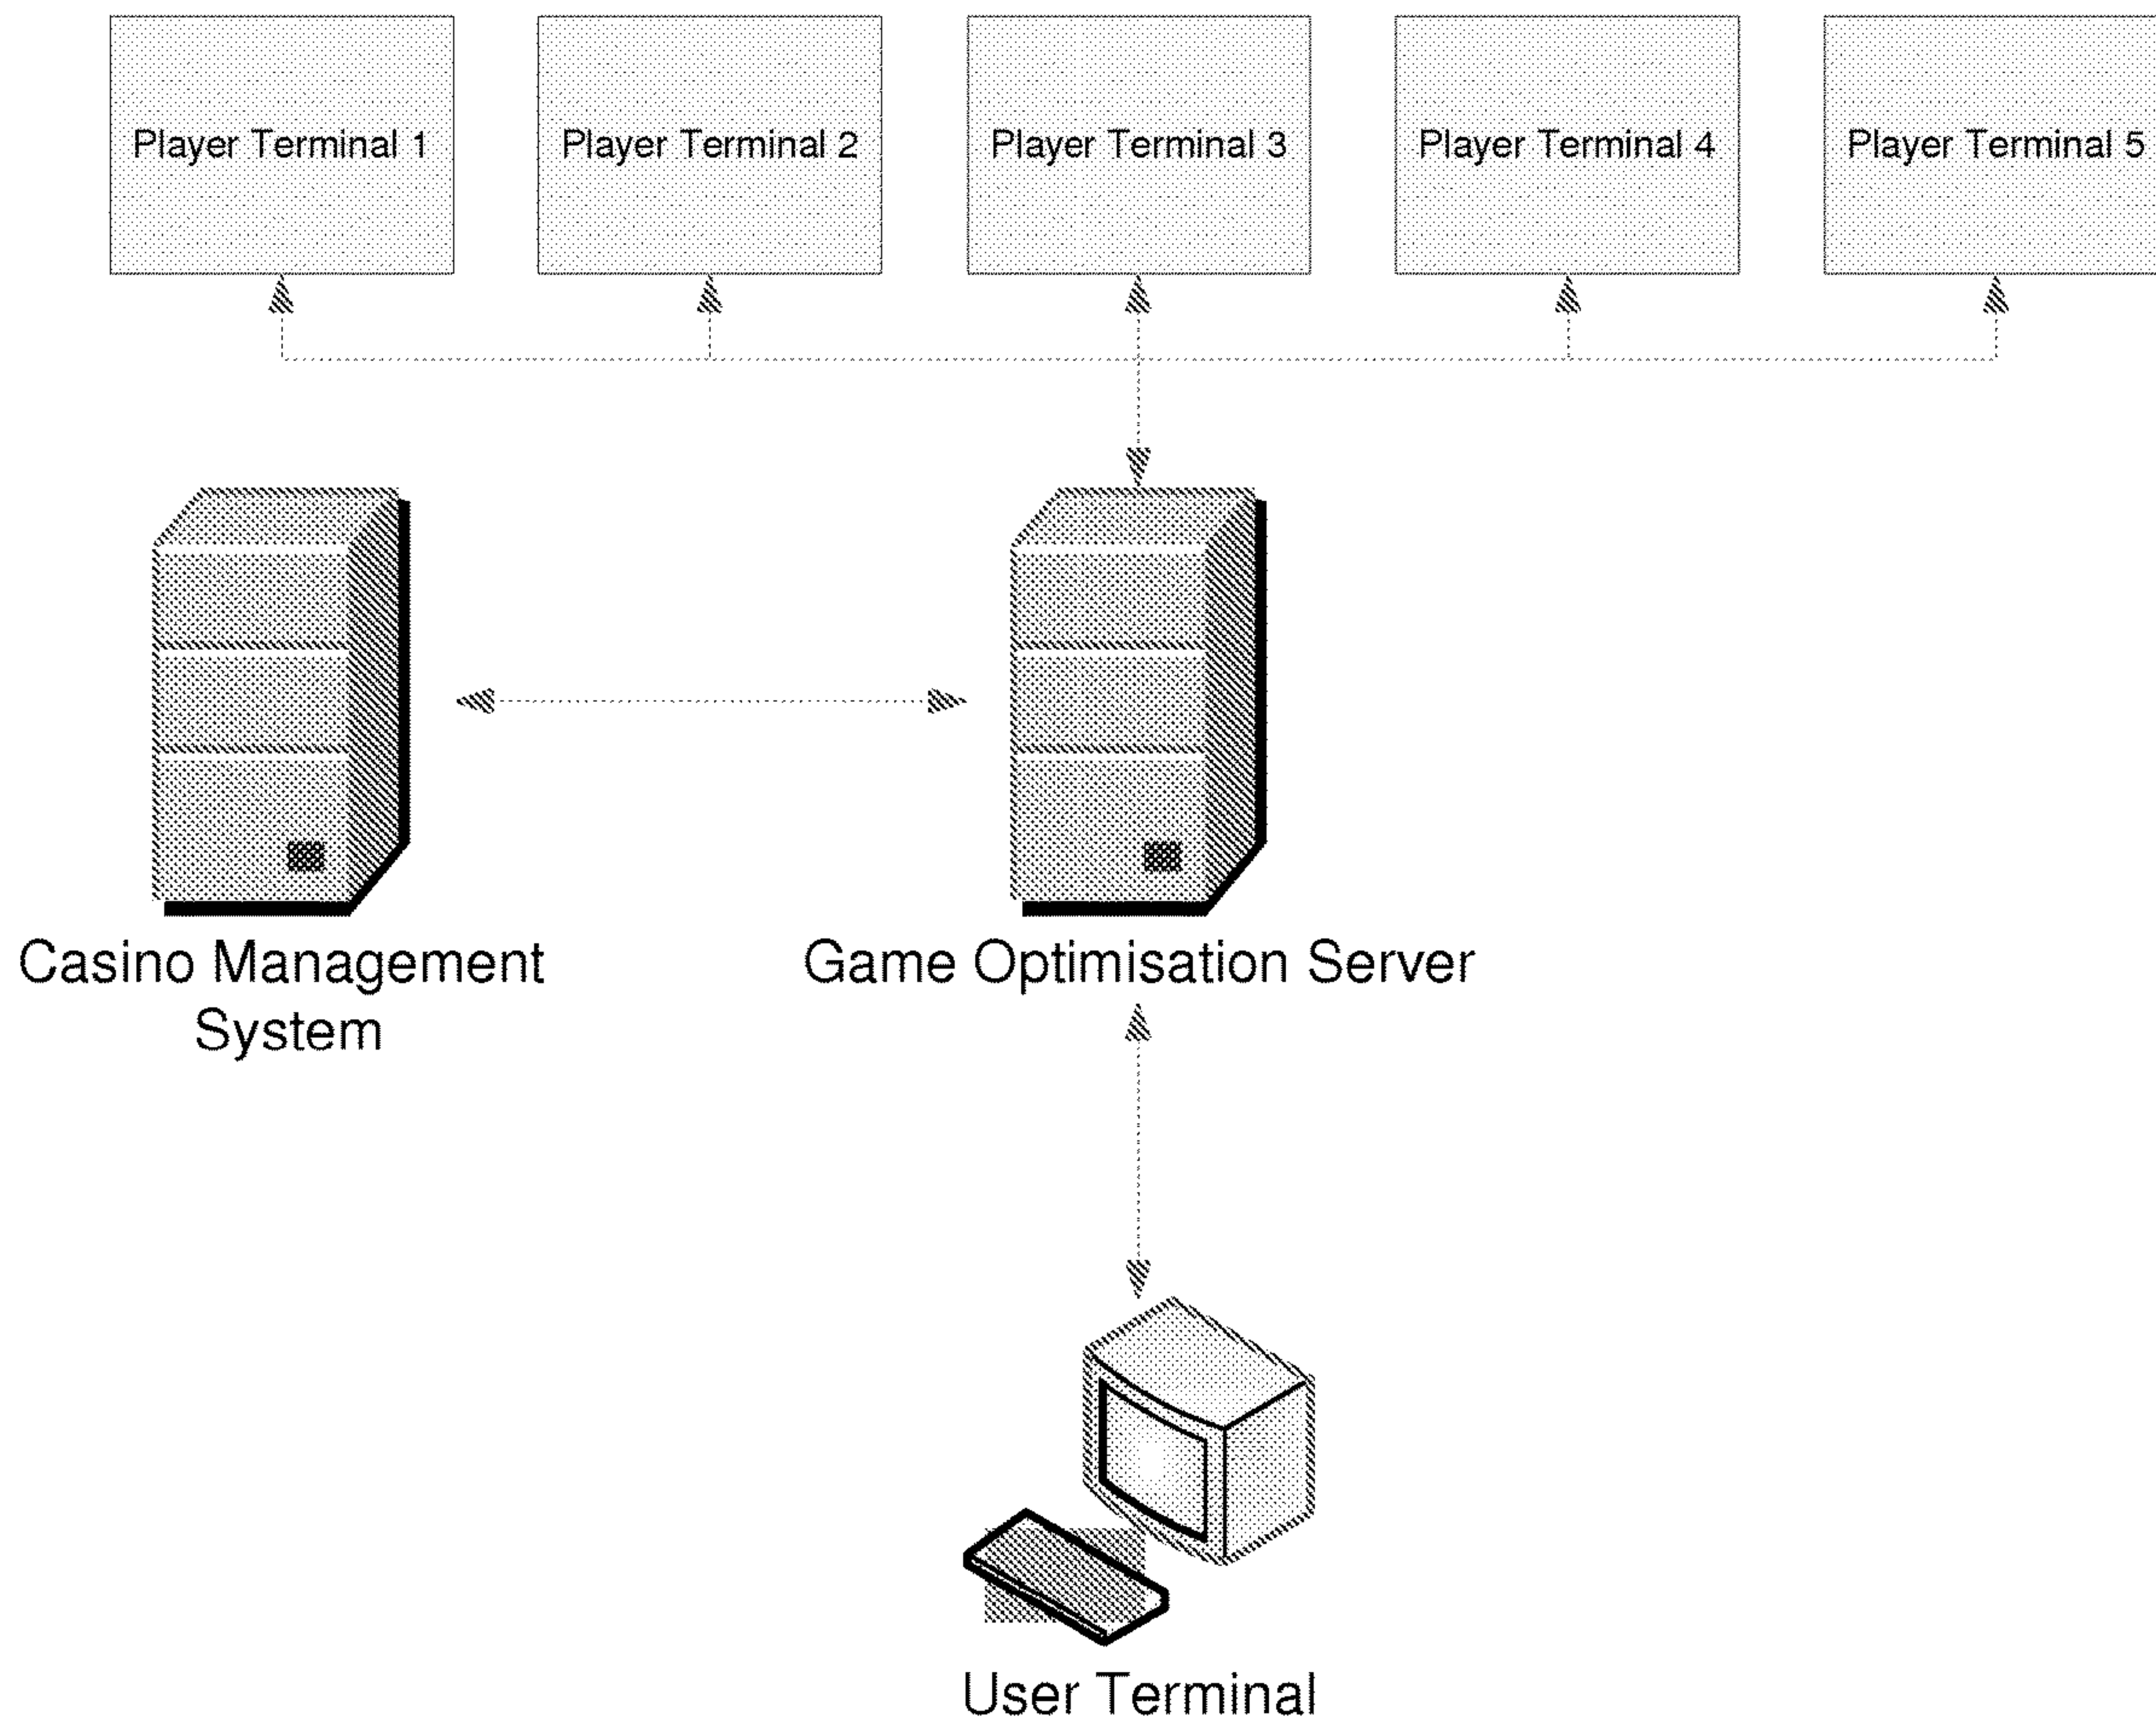 Player Terminal 1
Player Terminal 2
Player Terminal 3
Player Terminal 4
Player Terminal 5
Casino Management
System
Game Optimisation Server
User Terminal